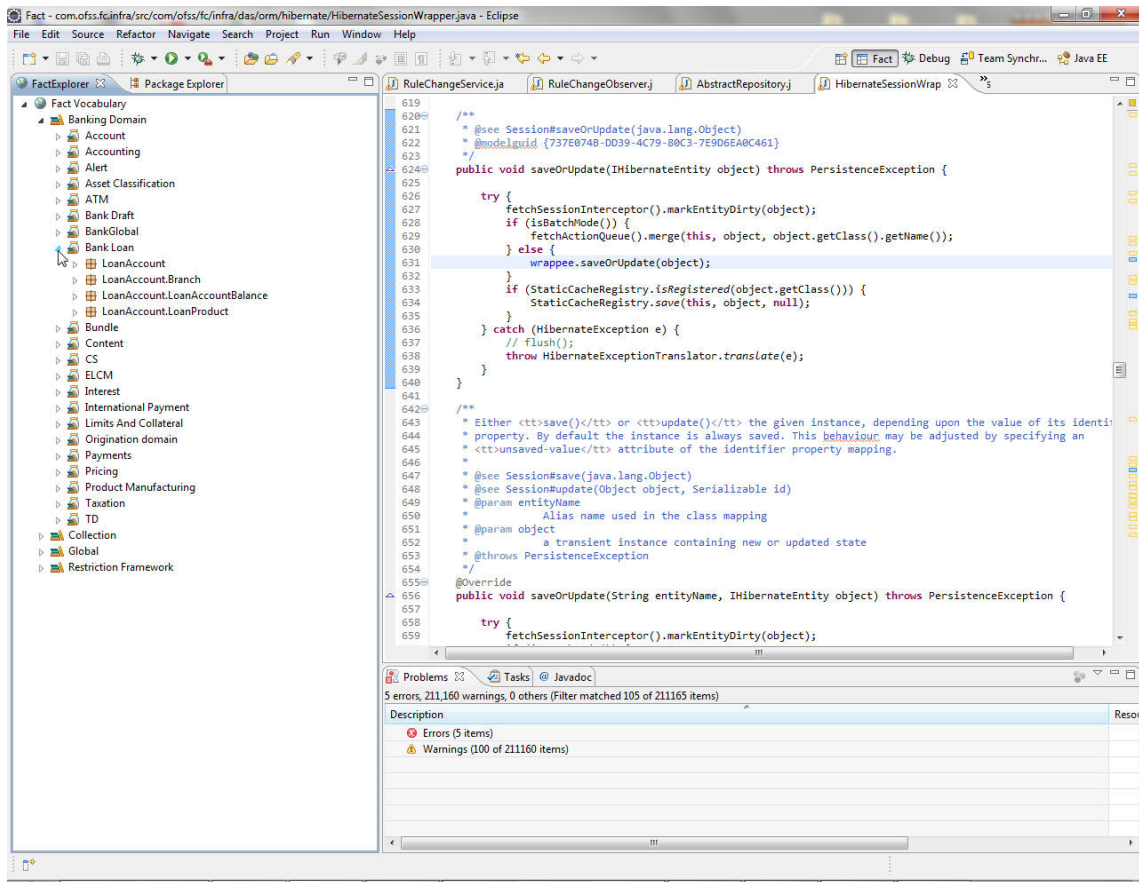 Fact - com.ofss.fc.infra/src/com/ofss/fc/infra/das/orm/hibernate/HibernateSessionWrapper.java - Eclipse
File Edit Source Refactor Navigate Search Project Run Window Help
Fact Debug Team Synchr... Java EE
FactExplorer Package Explorer
RuleChangeService.ja RuleChangeObserver.j AbstractRepository.j HibernateSessionWrap »5
Fact Vocabulary
Banking Domain
Account
Accounting
Alert
Asset Classification
ATM
Bank Draft
BankGlobal
Bank Loan
LoanAccount
LoanAccount.Branch
LoanAccount.LoanAccountBalance
LoanAccount.LoanProduct
Bundle
Content
CS
ELCM
Interest
International Payment
Limits And Collateral
Origination domain
Payments
Pricing
Product Manufacturing
Taxation
TD
Collection
Global
Restriction Framework
619
620 /**
621 * @see Session#saveOrUpdate(java.lang.Object)
622 * @modelguid {737E074B-DD39-4C79-80C3-7E9D6EA0C461}
623 */
624 public void saveOrUpdate(IHibernateEntity object) throws PersistenceException {
625
626 try {
627 fetchSessionInterceptor().markEntityDirty(object);
628 if (isBatchMode()) {
629 fetchActionQueue().merge(this, object, object.getClass().getName());
630 } else {
631 wrappee.saveOrUpdate(object);
632 }
633 if (StaticCacheRegistry.isRegistered(object.getClass())) {
634 StaticCacheRegistry.save(this, object, null);
635 }
636 } catch (HibernateException e) {
637 // flush();
638 throw HibernateExceptionTranslator.translate(e);
639 }
640 }
641
642 /**
643 * Either <tt>save()</tt> or <tt>update()</tt> the given instance, depending upon the value of its identi
644 * property. By default the instance is always saved. This behaviour may be adjusted by specifying an
645 * <tt>unsaved-value</tt> attribute of the identifier property mapping.
646 *
647 * @see Session#save(java.lang.Object)
648 * @see Session#update(Object object, Serializable id)
649 * @param entityName
650 * Alias name used in the class mapping
651 * @param object
652 * a transient instance containing new or updated state
653 * @throws PersistenceException
654 */
655 @Override
656 public void saveOrUpdate(String entityName, IHibernateEntity object) throws PersistenceException {
657
658 try {
659 fetchSessionInterceptor().markEntityDirty(object);
Problems Tasks @ Javadoc
5 errors, 211,160 warnings, 0 others (Filter matched 105 of 211165 items)
Description Resou
Errors (5 items)
Warnings (100 of 211160 items)